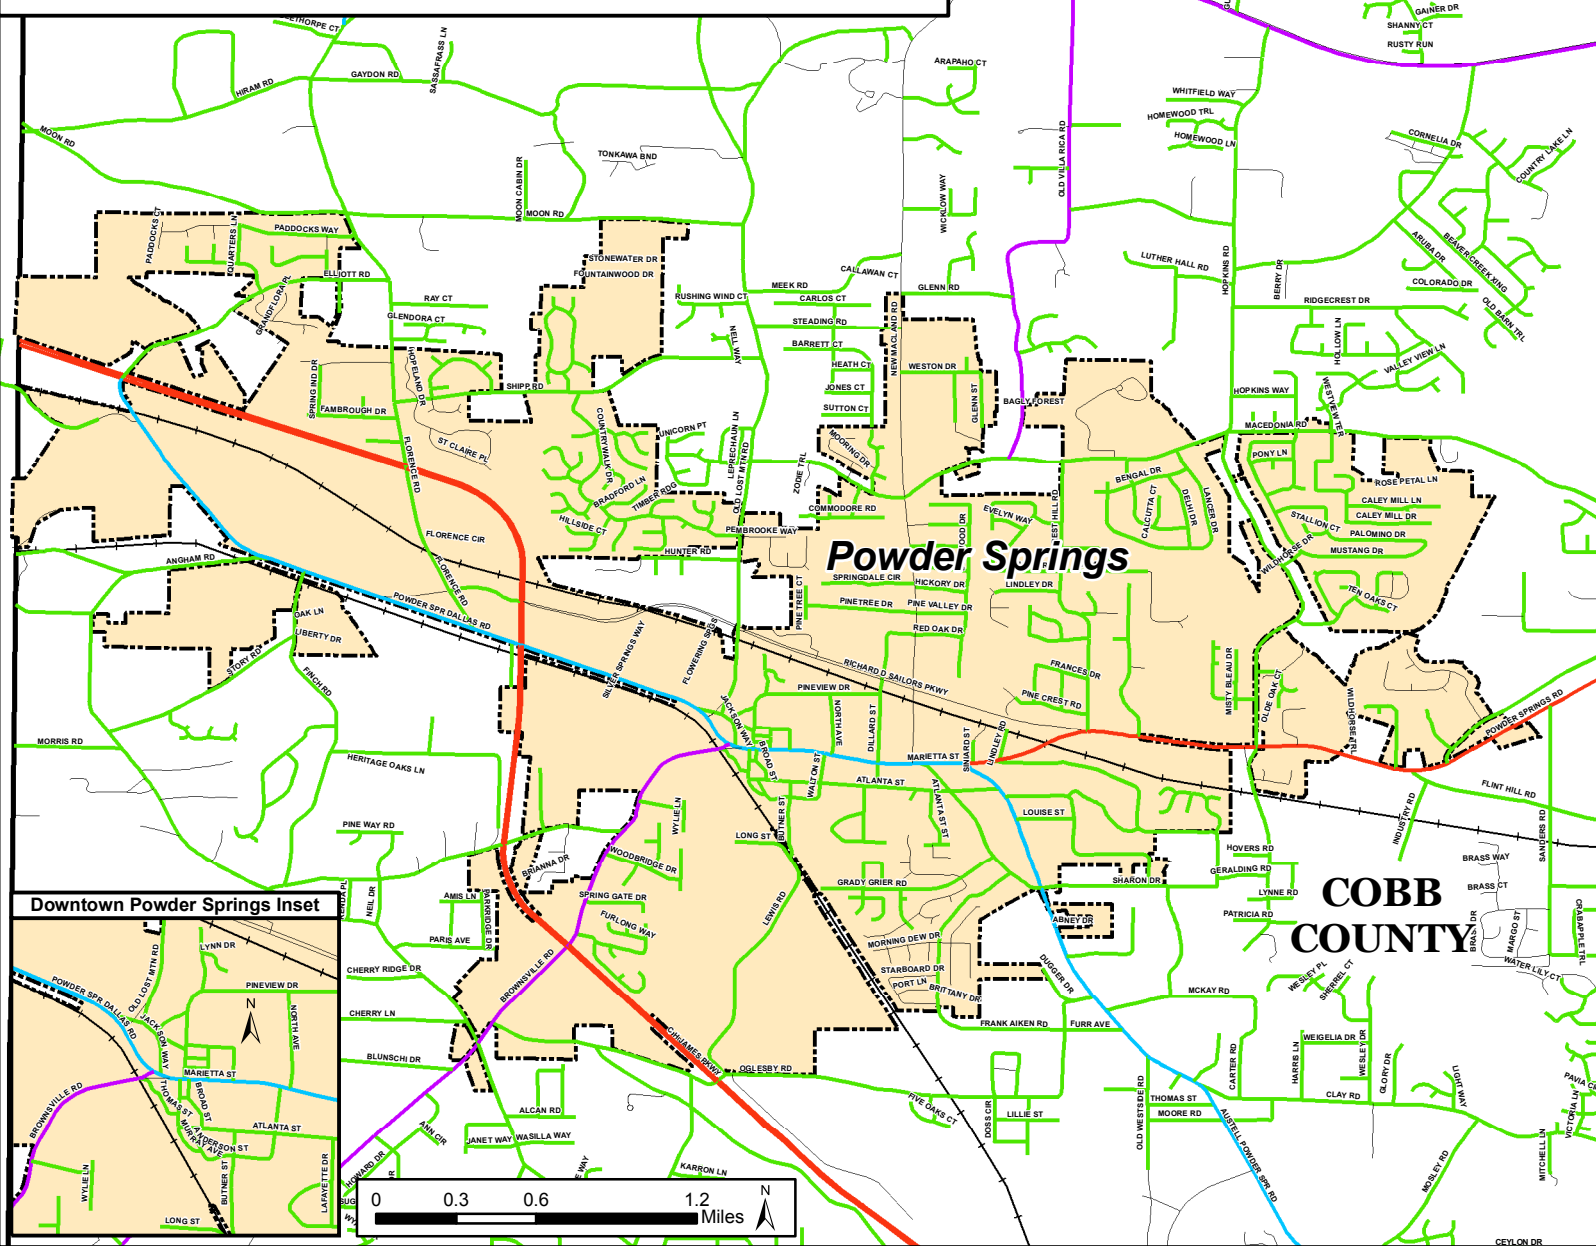 GAINER DR
SHANNY CT
RUSTY RUN
GAYDON RD
HIRAM RD
SASSAFRASS LN
ARAPAHO CT
WHITFIELD WAY
HOMEWOOD TRL
HOMEWOOD LN
CORNELIA DR
COUNTRY LAKE LN
MOON RD
TONKAWA BND
MOON CABIN DR
MOON RD
OLD VILLA RICA RD
WICKLOW WAY
PADDOCKS CT
QUARTERS LN
PADDOCKS WAY
STONEWATER DR
FOUNTAINWOOD DR
ELLIOTT RD
GRANDFLORA PL
RAY CT
GLENDORA CT
RUSHING WIND CT
MEEK RD
CALLAWAN CT
CARLOS CT
STEADING RD
BARRETT CT
HEATH CT
JONES CT
SUTTON CT
NELL WAY
GLENN RD
NEW MACLAND RD
WESTON DR
GLENN ST
BAGLY FOREST
LUTHER HALL RD
HOPKINS RD
BERRY DR
ARUBA DR
BEAVER CREEK XING
COLORADO DR
OLD BARN TRL
RIDGECREST DR
HOLLOW LN
VALLEY VIEW LN
HOPKINS WAY
WESTVIEW TER
MACEDONIA RD
PONY LN
ROSE PETAL LN
CALEY MILL LN
CALEY MILL DR
STALLION CT
PALOMINO DR
MUSTANG DR
WILDHORSE DR
TEN OAKS CT
SPRING IND DR
FAMBROUGH DR
HOPELAND DR
SHIPP RD
ST CLAIRE PL
FLORENCE RD
COUNTRYWALK DR
UNICORN PT
LEPRECHAUN LN
OLD LOST MTN RD
BRADFORD LN
TIMBER RDG
HILLSIDE CT
ZODIE TRL
MOORING DR
COMMODORE RD
PEMBROOKE WAY
HUNTER RD
EVELYN WAY
BENGAL DR
CALCUTTA CT
DELHI DR
LANCER DR
Powder Springs
SPRINGDALE CIR
HICKORY DR
LINDLEY DR
PINETREE CT
PINETREE DR
PINE VALLEY DR
RED OAK DR
FLORENCE CIR
FLORENCE RD
ANGHAM RD
POWDER SPR DALLAS RD
OAK LN
LIBERTY DR
STORY RD
FINCH RD
SILVER SPRINGS WAY
FLOWERING SPGS
RICHARD D SAILORS PKWY
FRANCES DR
PINE CREST RD
MISTY BLEAU DR
OLDE OAK CT
WILDHORSE TRL
POWDER SPRINGS RD
PINEVIEW DR
NORTH AVE
DILLARD ST
JACKSON WAY
BROAD ST
WALTON ST
MARIETTA ST
SINIARD ST
LINDLEY RD
ATLANTA ST
ATLANTA ST ST
LOUISE ST
MORRIS RD
HERITAGE OAKS LN
PINE WAY RD
WYLIE LN
LONG ST
BUTNER ST
WOODBRIDGE DR
BRIANNA DR
SPRING GATE DR
FURLONG WAY
LEWIS RD
GRADY GRIER RD
SHARON DR
ABNEY DR
HOVERS RD
GERALDING RD
LYNNE RD
PATRICIA RD
FLINT HILL RD
INDUSTRY RD
SANDERS RD
BRASS WAY
BRASS CT
MARGO ST
CRABAPPLE TRL
WATER LILY CT
COBB
COUNTY
NEIL DR
AMIS LN
PARKRIDGE DR
PARIS AVE
CHERRY RIDGE DR
CHERRY LN
BLUNSCHI DR
BROWNSVILLE RD
C H JAMES PKWY
OGLESBY RD
MORNING DEW DR
STARBOARD DR
PORT LN
BRITTANY DR
FRANK AIKEN RD
FURR AVE
DUGGER DR
MCKAY RD
WESLEY PL
SHERREL CT
WEIGELIA DR
HARRIS LN
WESLEY DR
GLORY DR
CARTER RD
LIGHT WAY
CLAY RD
THOMAS ST
MOORE RD
OLD WESTSIDE RD
AUSTELL POWDER SPR RD
MOSLEY RD
MITCHELL LN
VICTORIA LN
CEYLON DR
FIVE OAKS CT
DOSS CIR
LILLIE ST
ALCAN RD
JANET WAY
WASILLA WAY
ANN CIR
HOWARD DR
KARRON LN
Downtown Powder Springs Inset
LYNN DR
OLD LOST MTN RD
POWDER SPR DALLAS RD
PINEVIEW DR
N
NORTH AVE
JACKSON WAY
MARIETTA ST
BROWNSVILLE RD
THOMAS ST
BROAD ST
ATLANTA ST
ANDERSON ST
MURRAY AVE
WYLIE LN
BUTNER ST
LAFAYETTE DR
LONG ST
0 0.3 0.6 1.2
Miles
N